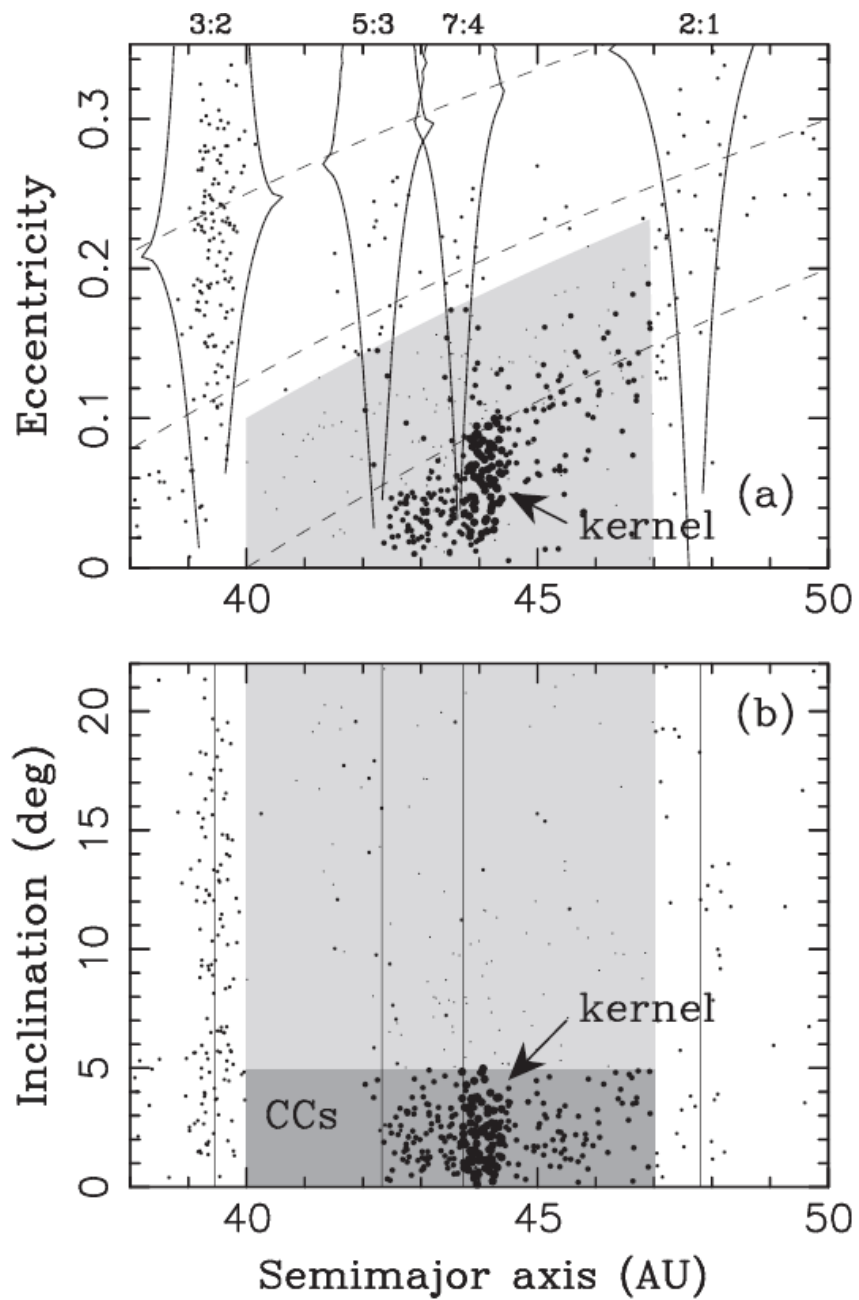 3:2 5:3 7:4 2:1
Eccentricity
0.3
0.2
0.1
0
(a)
kernel
40 45 50
Inclination (deg)
20
15
10
5
0
(b)
kernel
CCs
40 45 50
Semimajor axis (AU)